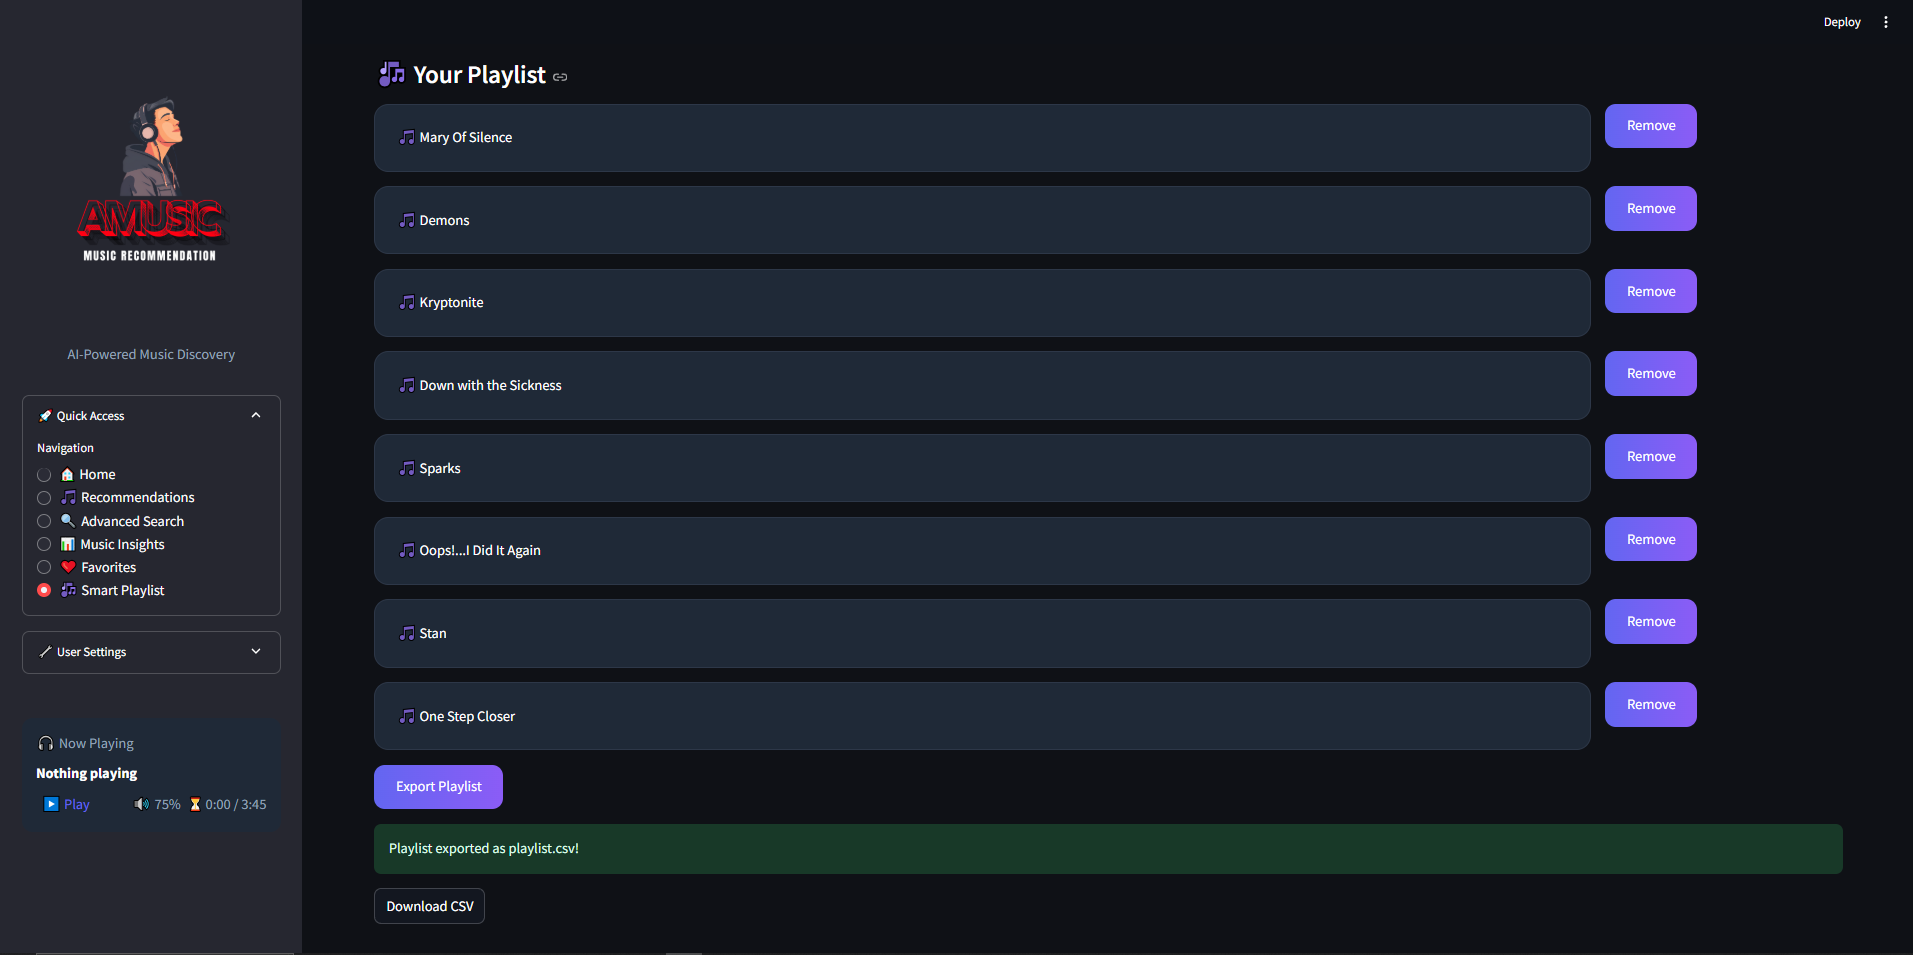 AMUSIC
MUSIC RECOMMENDATION
AI-Powered Music Discovery
Quick Access
Navigation
Home
Recommendations
Advanced Search
Music Insights
Favorites
Smart Playlist
User Settings
Now Playing
Nothing playing
Play 75% 0:00 / 3:45
Deploy
Your Playlist
Mary Of Silence Remove
Demons Remove
Kryptonite Remove
Down with the Sickness Remove
Sparks Remove
Oops!...I Did It Again Remove
Stan Remove
One Step Closer Remove
Export Playlist
Playlist exported as playlist.csv!
Download CSV